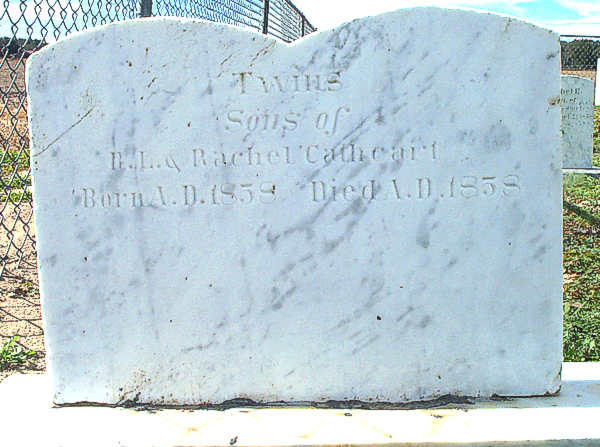 Twins
Sons of
R.L. & Rachel Cathcart
Born A.D. 1858 Died A.D. 1858